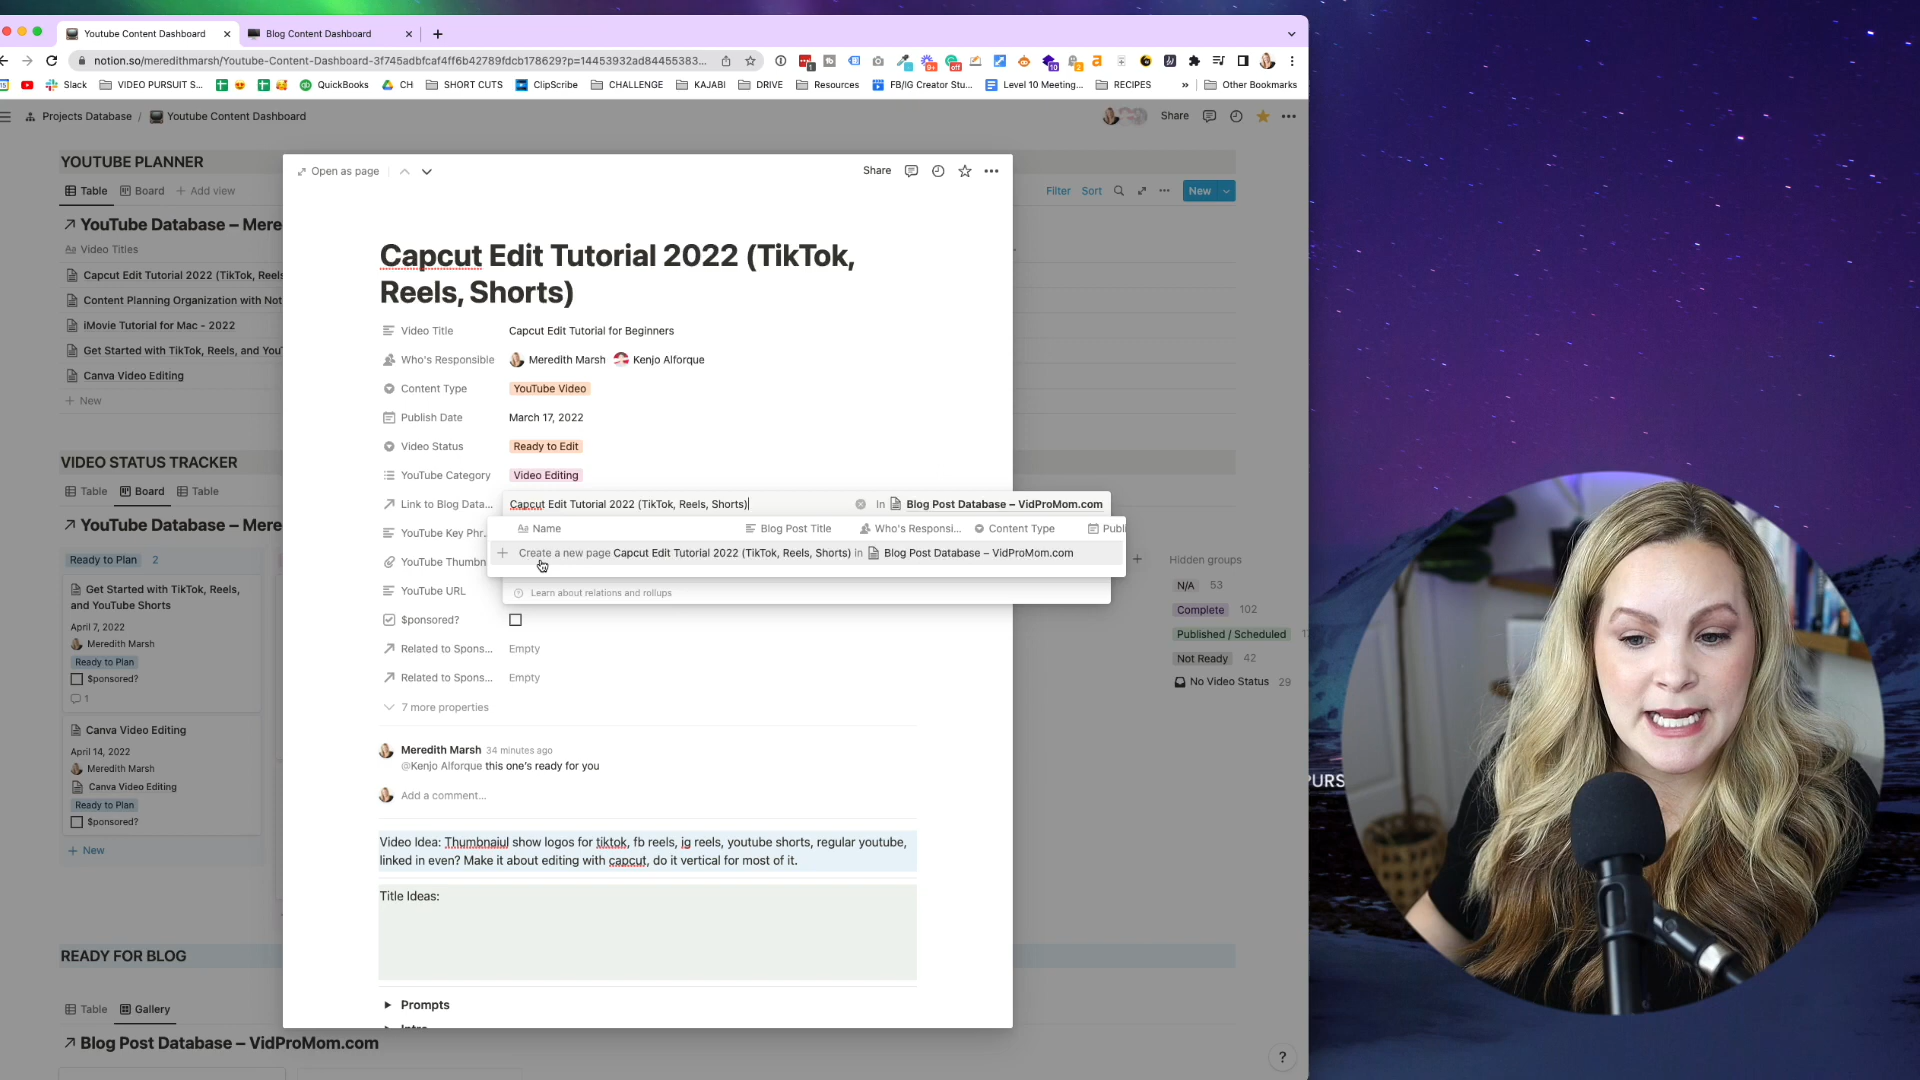 Youtube Content Dashboard
Blog Content Dashboard
notion.so/meredithmarsh/Youtube-Content-Dashboard-3f745adbfcaf4ff6b42789fdcb178629?p=14453932ad84455383...
Slack
VIDEO PURSUIT S...
QuickBooks
CH
SHORT CUTS
ClipScribe
CHALLENGE
KAJABI
DRIVE
Resources
FB/IG Creator Stu...
Level 10 Meeting...
RECIPES
»
Other Bookmarks
Projects Database / Youtube Content Dashboard
Share
YOUTUBE PLANNER
Table
Board
+ Add view
Filter
Sort
New
YouTube Database – Mere
Aa Video Titles
Capcut Edit Tutorial 2022 (TikTok, Reels
Content Planning Organization with Not
iMovie Tutorial for Mac - 2022
Get Started with TikTok, Reels, and You
Canva Video Editing
+ New
VIDEO STATUS TRACKER
Table
Board
Table
YouTube Database – Mere
Ready to Plan 2
Get Started with TikTok, Reels,
and YouTube Shorts
April 7, 2022
Meredith Marsh
Ready to Plan
$ponsored?
1
Canva Video Editing
April 14, 2022
Meredith Marsh
Canva Video Editing
Ready to Plan
$ponsored?
+ New
READY FOR BLOG
Table
Gallery
Blog Post Database – VidProMom.com
Open as page
Share
Capcut Edit Tutorial 2022 (TikTok,
Reels, Shorts)
Video Title Capcut Edit Tutorial for Beginners
Who's Responsible Meredith Marsh Kenjo Alforque
Content Type YouTube Video
Publish Date March 17, 2022
Video Status Ready to Edit
YouTube Category Video Editing
Link to Blog Data... Capcut Edit Tutorial 2022 (TikTok, Reels, Shorts) In Blog Post Database – VidProMom.com
YouTube Key Phr.
Aa Name Blog Post Title Who's Responsi... Content Type Publ
+ Create a new page Capcut Edit Tutorial 2022 (TikTok, Reels, Shorts) in Blog Post Database – VidProMom.com
YouTube Thumbn
YouTube URL
Learn about relations and rollups
$ponsored?
Related to Spons... Empty
Related to Spons... Empty
7 more properties
Meredith Marsh 34 minutes ago
@Kenjo Alforque this one's ready for you
Add a comment...
Video Idea: Thumbnaiul show logos for tiktok, fb reels, ig reels, youtube shorts, regular youtube,
linked in even? Make it about editing with capcut, do it vertical for most of it.
Title Ideas:
Prompts
Hidden groups
N/A 53
Complete 102
Published / Scheduled
Not Ready 42
No Video Status 29
?
PURS